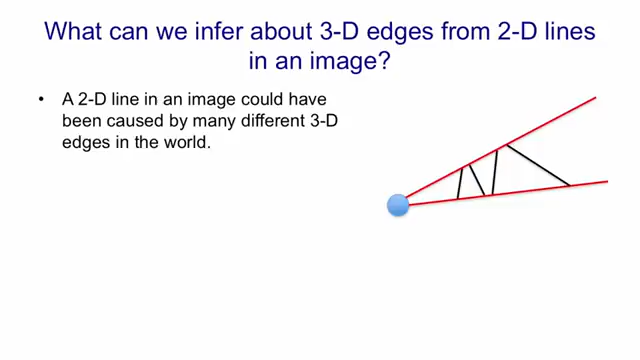 What can we infer about 3-D edges from 2-D lines
in an image?
• A 2-D line in an image could have
been caused by many different 3-D
edges in the world.